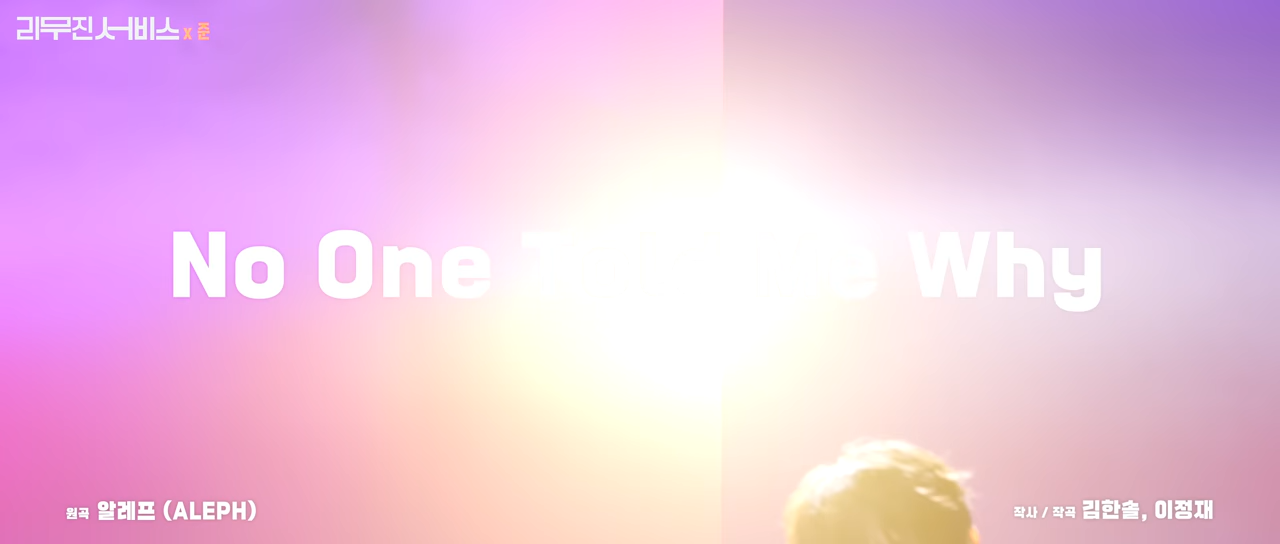 리무진서비스 x 준
No One Why
원곡 알레프 (ALEPH)
작사 / 작곡 김한솔, 이정재